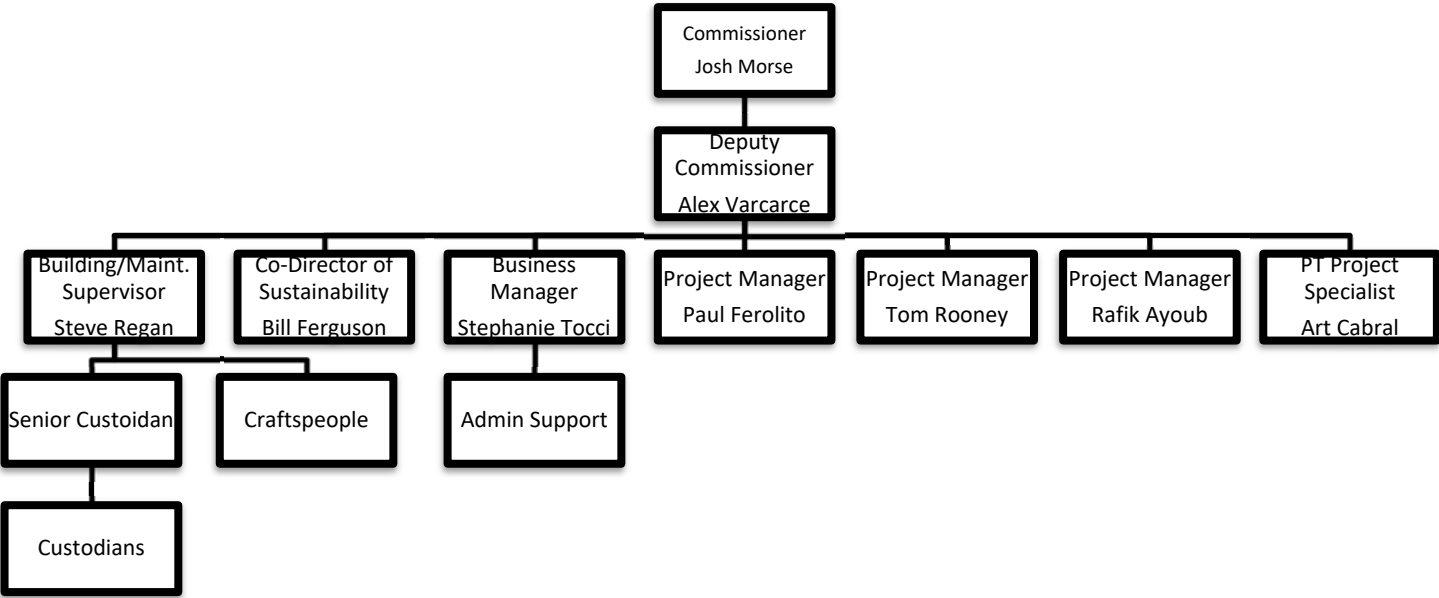 Commissioner
Josh Morse
Deputy
Commissioner
Alex Varcarce
Building/Maint.
Supervisor
Steve Regan
Co-Director of
Sustainability
Bill Ferguson
Business
Manager
Stephanie Tocci
Project Manager
Paul Ferolito
Project Manager
Tom Rooney
Project Manager
Rafik Ayoub
PT Project
Specialist
Art Cabral
Senior Custoidan
Craftspeople
Admin Support
Custodians